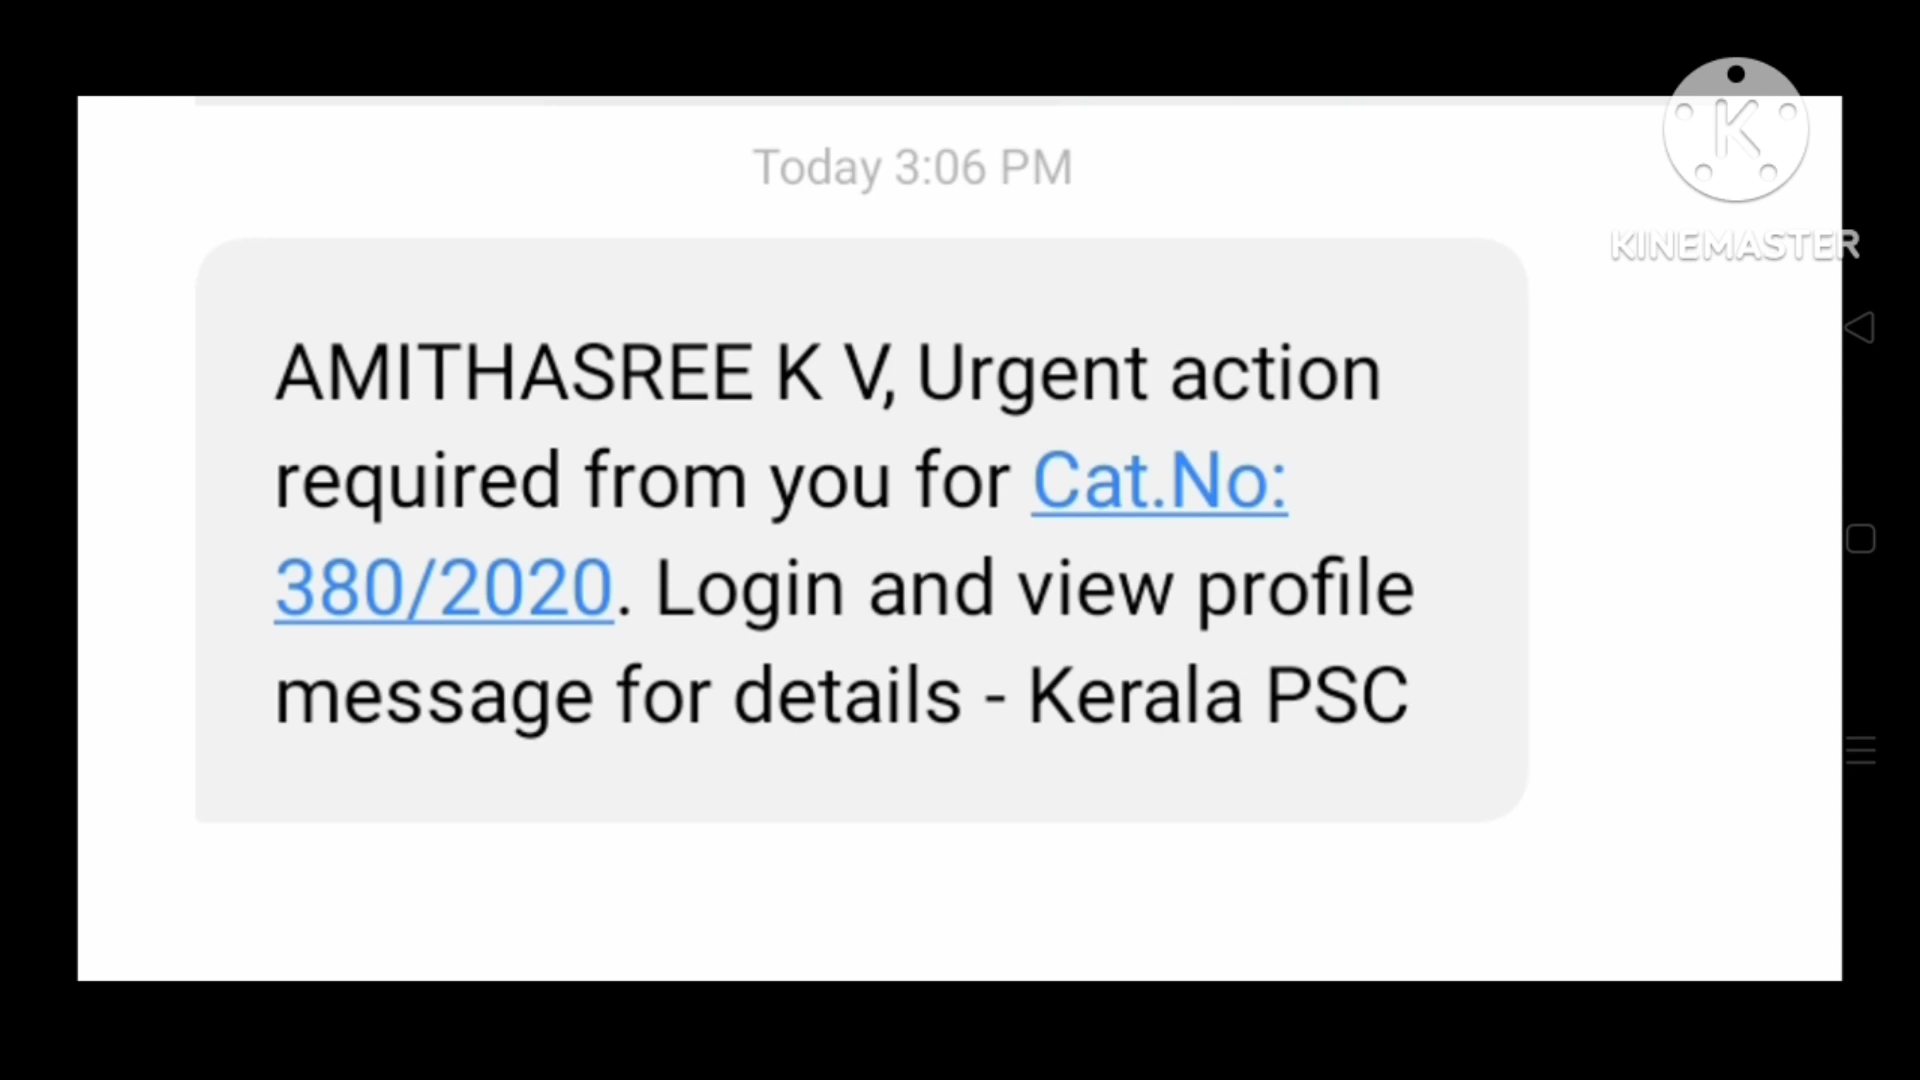 Today 3:06 PM
K
KINEMASTER
AMITHASREE K V, Urgent action
required from you for Cat.No:
380/2020. Login and view profile
message for details - Kerala PSC